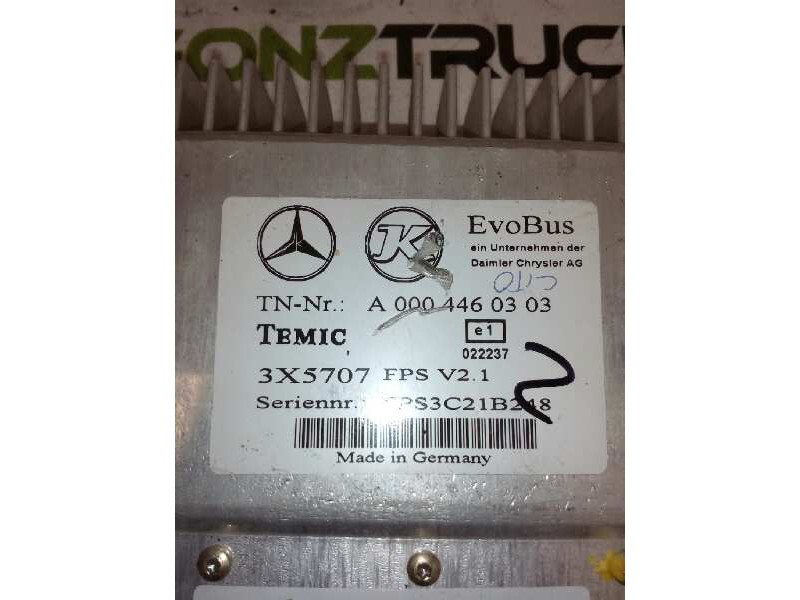 ONZTRUCK
EvoBus
ein Unternehmen der
Daimler Chrysler AG
TN-Nr.: A 000 446 03 03
TEMIC
e1
022237
3X5707 FPS V2.1
Seriennr.: FPS3C21B248
Made in Germany